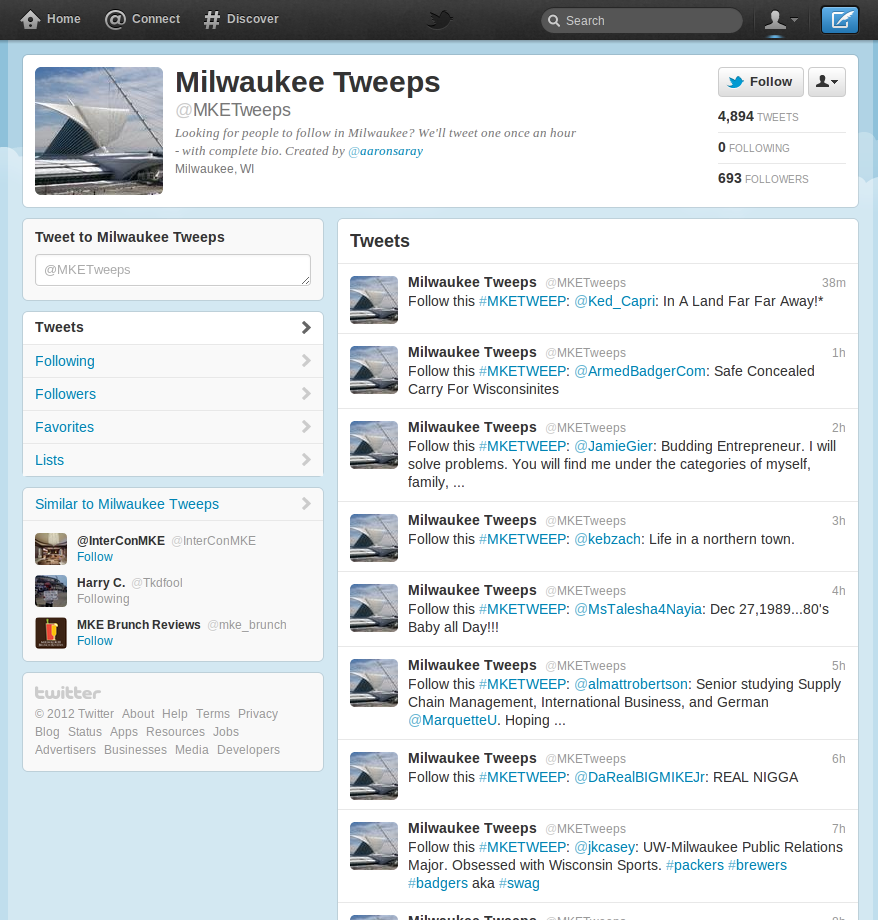 Home
Connect
Discover
Search
Milwaukee Tweeps
@MKETweeps
Looking for people to follow in Milwaukee? We'll tweet one once an hour
- with complete bio. Created by @aaronsaray
Milwaukee, WI
Follow
4,894 TWEETS
0 FOLLOWING
693 FOLLOWERS
Tweet to Milwaukee Tweeps
@MKETweeps
Tweets
Following
Followers
Favorites
Lists
Similar to Milwaukee Tweeps
@InterConMKE @InterConMKE
Follow
Harry C. @Tkdfool
Following
MKE Brunch Reviews @mke_brunch
Follow
twitter
© 2012 Twitter About Help Terms Privacy
Blog Status Apps Resources Jobs
Advertisers Businesses Media Developers
Tweets
Milwaukee Tweeps @MKETweeps 38m
Follow this #MKETWEEP: @Ked_Capri: In A Land Far Far Away!*
Milwaukee Tweeps @MKETweeps 1h
Follow this #MKETWEEP: @ArmedBadgerCom: Safe Concealed
Carry For Wisconsinites
Milwaukee Tweeps @MKETweeps 2h
Follow this #MKETWEEP: @JamieGier: Budding Entrepreneur. I will
solve problems. You will find me under the categories of myself,
family, ...
Milwaukee Tweeps @MKETweeps 3h
Follow this #MKETWEEP: @kebzach: Life in a northern town.
Milwaukee Tweeps @MKETweeps 4h
Follow this #MKETWEEP: @MsTalesha4Nayia: Dec 27,1989...80's
Baby all Day!!!
Milwaukee Tweeps @MKETweeps 5h
Follow this #MKETWEEP: @almattrobertson: Senior studying Supply
Chain Management, International Business, and German
@MarquetteU. Hoping ...
Milwaukee Tweeps @MKETweeps 6h
Follow this #MKETWEEP: @DaRealBIGMIKEJr: REAL NIGGA
Milwaukee Tweeps @MKETweeps 7h
Follow this #MKETWEEP: @jkcasey: UW-Milwaukee Public Relations
Major. Obsessed with Wisconsin Sports. #packers #brewers
#badgers aka #swag